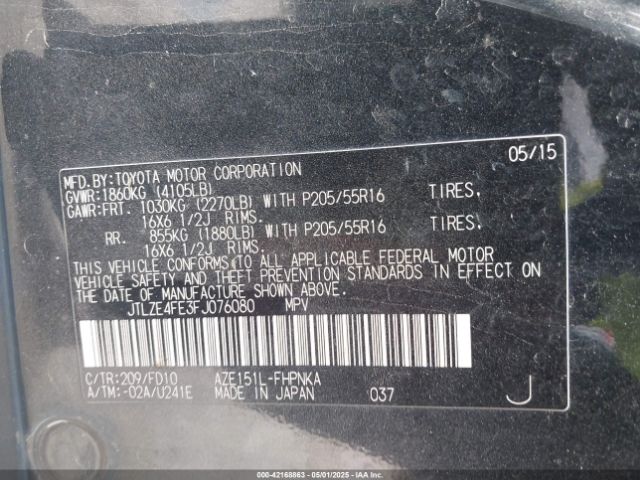 MFD.BY:TOYOTA MOTOR CORPORATION 05/15
GVWR:1860KG (4105LB)
GAWR:FRT. 1030KG (2270LB) WITH P205/55R16 TIRES,
16X6 1/2J RIMS.
RR. 855KG (1880LB) WITH P205/55R16 TIRES,
16X6 1/2J RIMS.
THIS VEHICLE CONFORMS TO ALL APPLICABLE FEDERAL MOTOR
VEHICLE SAFETY AND THEFT PREVENTION STANDARDS IN EFFECT ON
THE DATE OF MANUFACTURE SHOWN ABOVE.
JTLZE4FE3FJ076080 MPV
C/TR:209/FD10 AZE151L-FHPNKA
A/TM:-02A/U241E MADE IN JAPAN 037 J
000-42168863 - 05/01/2025 - IAAI.COM